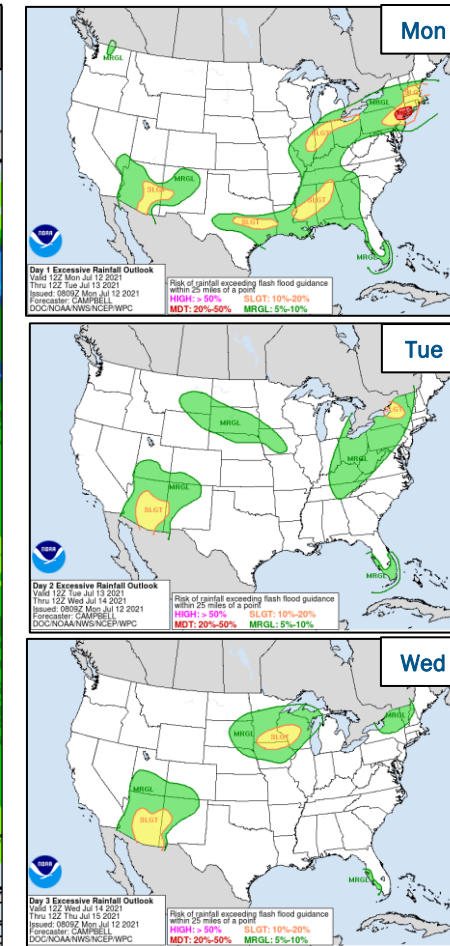 Mon
MRGL
MRGL
SLGT
SLGT
MRGL
SLGT
SLGT
SLGT
MRGL
NOAA
Day 1 Excessive Rainfall Outlook
Valid 12Z Mon Jul 12 2021
Thru 12Z Tue Jul 13 2021
Issued: 0809Z Mon Jul 12 2021
Forecaster: CAMPBELL
DOC/NOAA/NWS/NCEP/WPC
Risk of rainfall exceeding flash flood guidance
within 25 miles of a point
HIGH: > 50% SLGT: 10%-20%
MDT: 20%-50% MRGL: 5%-10%
Tue
SLGT
MRGL
MRGL
MRGL
SLGT
MRGL
NOAA
Day 2 Excessive Rainfall Outlook
Valid 12Z Tue Jul 13 2021
Thru 12Z Wed Jul 14 2021
Issued: 0809Z Mon Jul 12 2021
Forecaster: CAMPBELL
DOC/NOAA/NWS/NCEP/WPC
Risk of rainfall exceeding flash flood guidance
within 25 miles of a point
HIGH: > 50% SLGT: 10%-20%
MDT: 20%-50% MRGL: 5%-10%
Wed
MRGL
MRGL
SLGT
MRGL
SLGT
MRGL
NOAA
Day 3 Excessive Rainfall Outlook
Valid 12Z Wed Jul 14 2021
Thru 12Z Thu Jul 15 2021
Issued: 0809Z Mon Jul 12 2021
Forecaster: CAMPBELL
DOC/NOAA/NWS/NCEP/WPC
Risk of rainfall exceeding flash flood guidance
within 25 miles of a point
HIGH: > 50% SLGT: 10%-20%
MDT: 20%-50% MRGL: 5%-10%